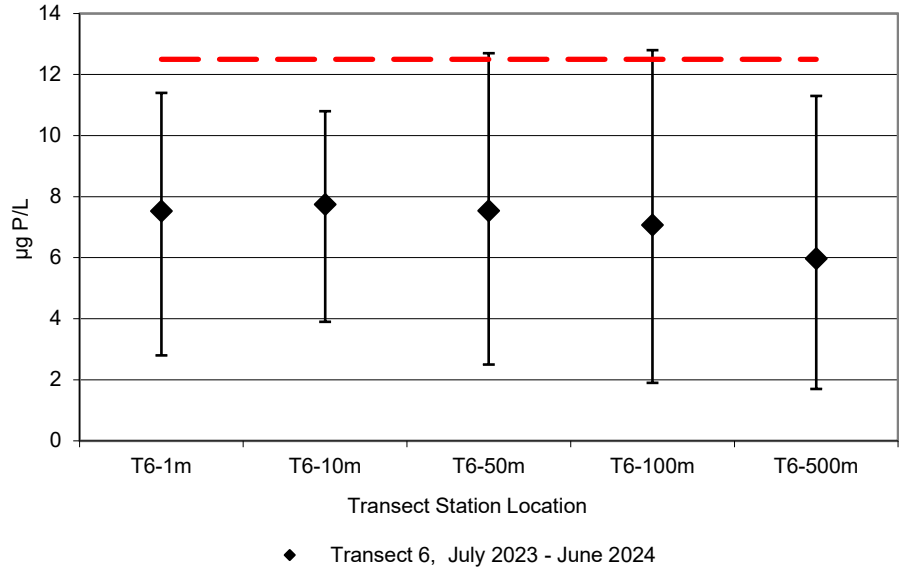 14
12
10
8
6
4
2
0
µg P/L
T6-1m T6-10m T6-50m T6-100m T6-500m
Transect Station Location
Transect 6, July 2023 - June 2024